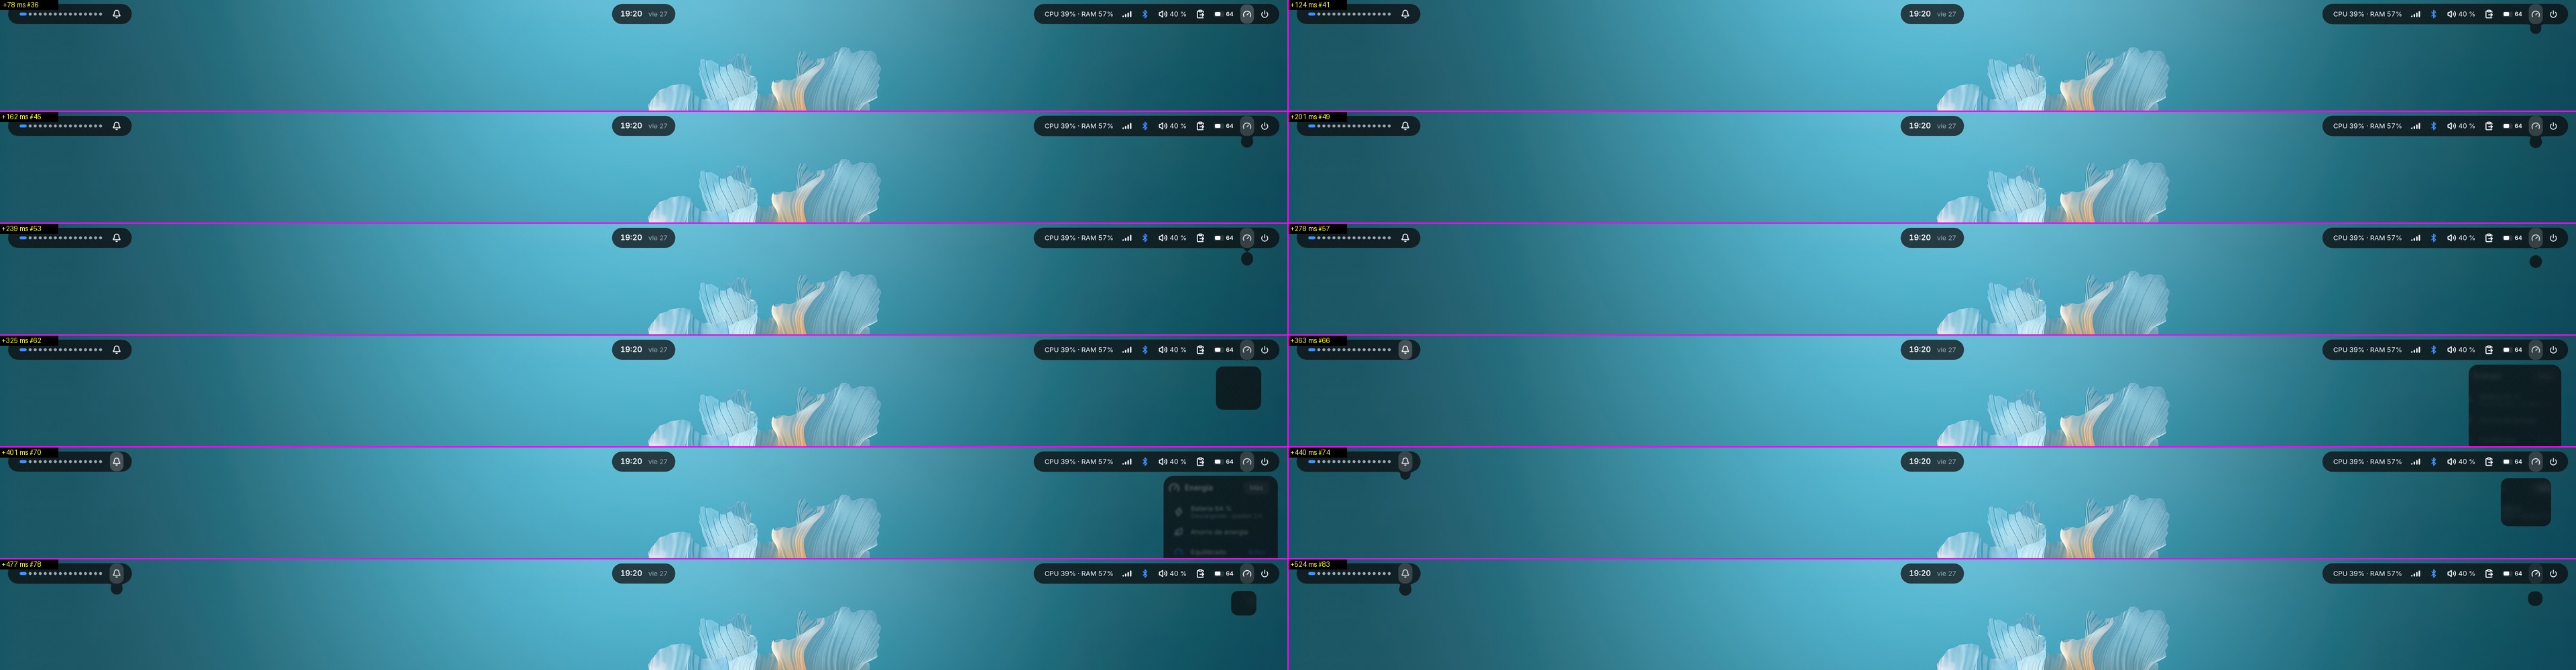 +78 ms #36
19:20 vie 27
CPU 39% · RAM 57% 40 % 64
+124 ms #41
19:20 vie 27
CPU 39% · RAM 57% 40 % 64
+162 ms #45
19:20 vie 27
CPU 39% · RAM 57% 40 % 64
+201 ms #49
19:20 vie 27
CPU 39% · RAM 57% 40 % 64
+239 ms #53
19:20 vie 27
CPU 39% · RAM 57% 40 % 64
+278 ms #57
19:20 vie 27
CPU 39% · RAM 57% 40 % 64
+325 ms #62
19:20 vie 27
CPU 39% · RAM 57% 40 % 64
+363 ms #66
19:20 vie 27
CPU 39% · RAM 57% 40 % 64
+401 ms #70
19:20 vie 27
CPU 39% · RAM 57% 40 % 64
Energía Más
Batería 64 %
Ahorro de energía
Equilibrado
+440 ms #74
19:20 vie 27
CPU 39% · RAM 57% 40 % 64
+477 ms #78
19:20 vie 27
CPU 39% · RAM 57% 40 % 64
+524 ms #83
19:20 vie 27
CPU 39% · RAM 57% 40 % 64